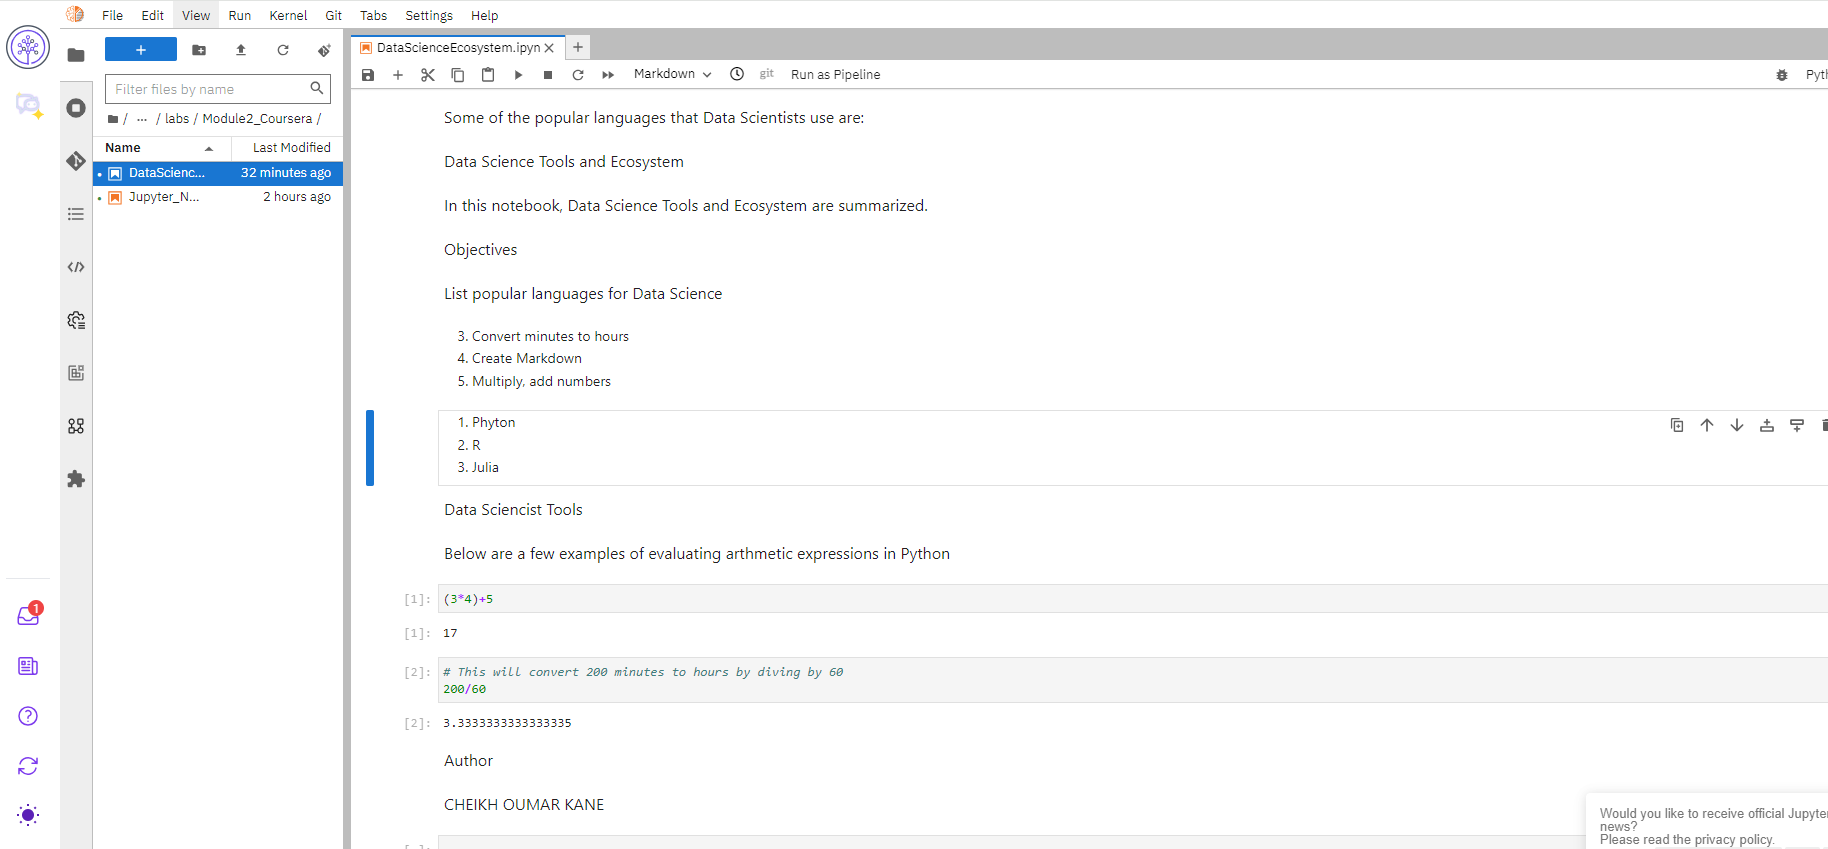 File Edit View Run Kernel Git Tabs Settings Help
+
Filter files by name
/ ... / labs / Module2_Coursera /
Name Last Modified
DataScienc... 32 minutes ago
Jupyter_N... 2 hours ago
DataScienceEcosystem.ipyn × +
Markdown git Run as Pipeline
Some of the popular languages that Data Scientists use are:
Data Science Tools and Ecosystem
In this notebook, Data Science Tools and Ecosystem are summarized.
Objectives
List popular languages for Data Science
3. Convert minutes to hours
4. Create Markdown
5. Multiply, add numbers
1. Phyton
2. R
3. Julia
Data Sciencist Tools
Below are a few examples of evaluating arithmetic expressions in Python
[1]: (3*4)+5
[1]: 17
[2]: # This will convert 200 minutes to hours by diving by 60
200/60
[2]: 3.3333333333333335
Author
CHEIKH OUMAR KANE
1
Would you like to receive official Jupyter
news?
Please read the privacy policy.